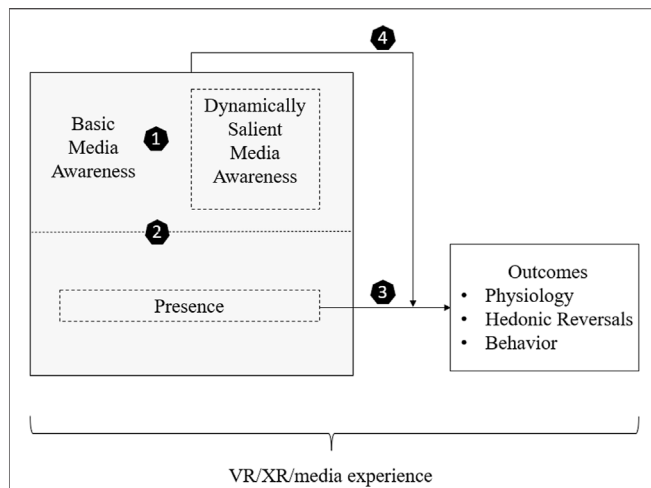 4
Basic
Media
Awareness
1
Dynamically
Salient
Media
Awareness
2
Presence
3
Outcomes
• Physiology
• Hedonic Reversals
• Behavior
VR/XR/media experience